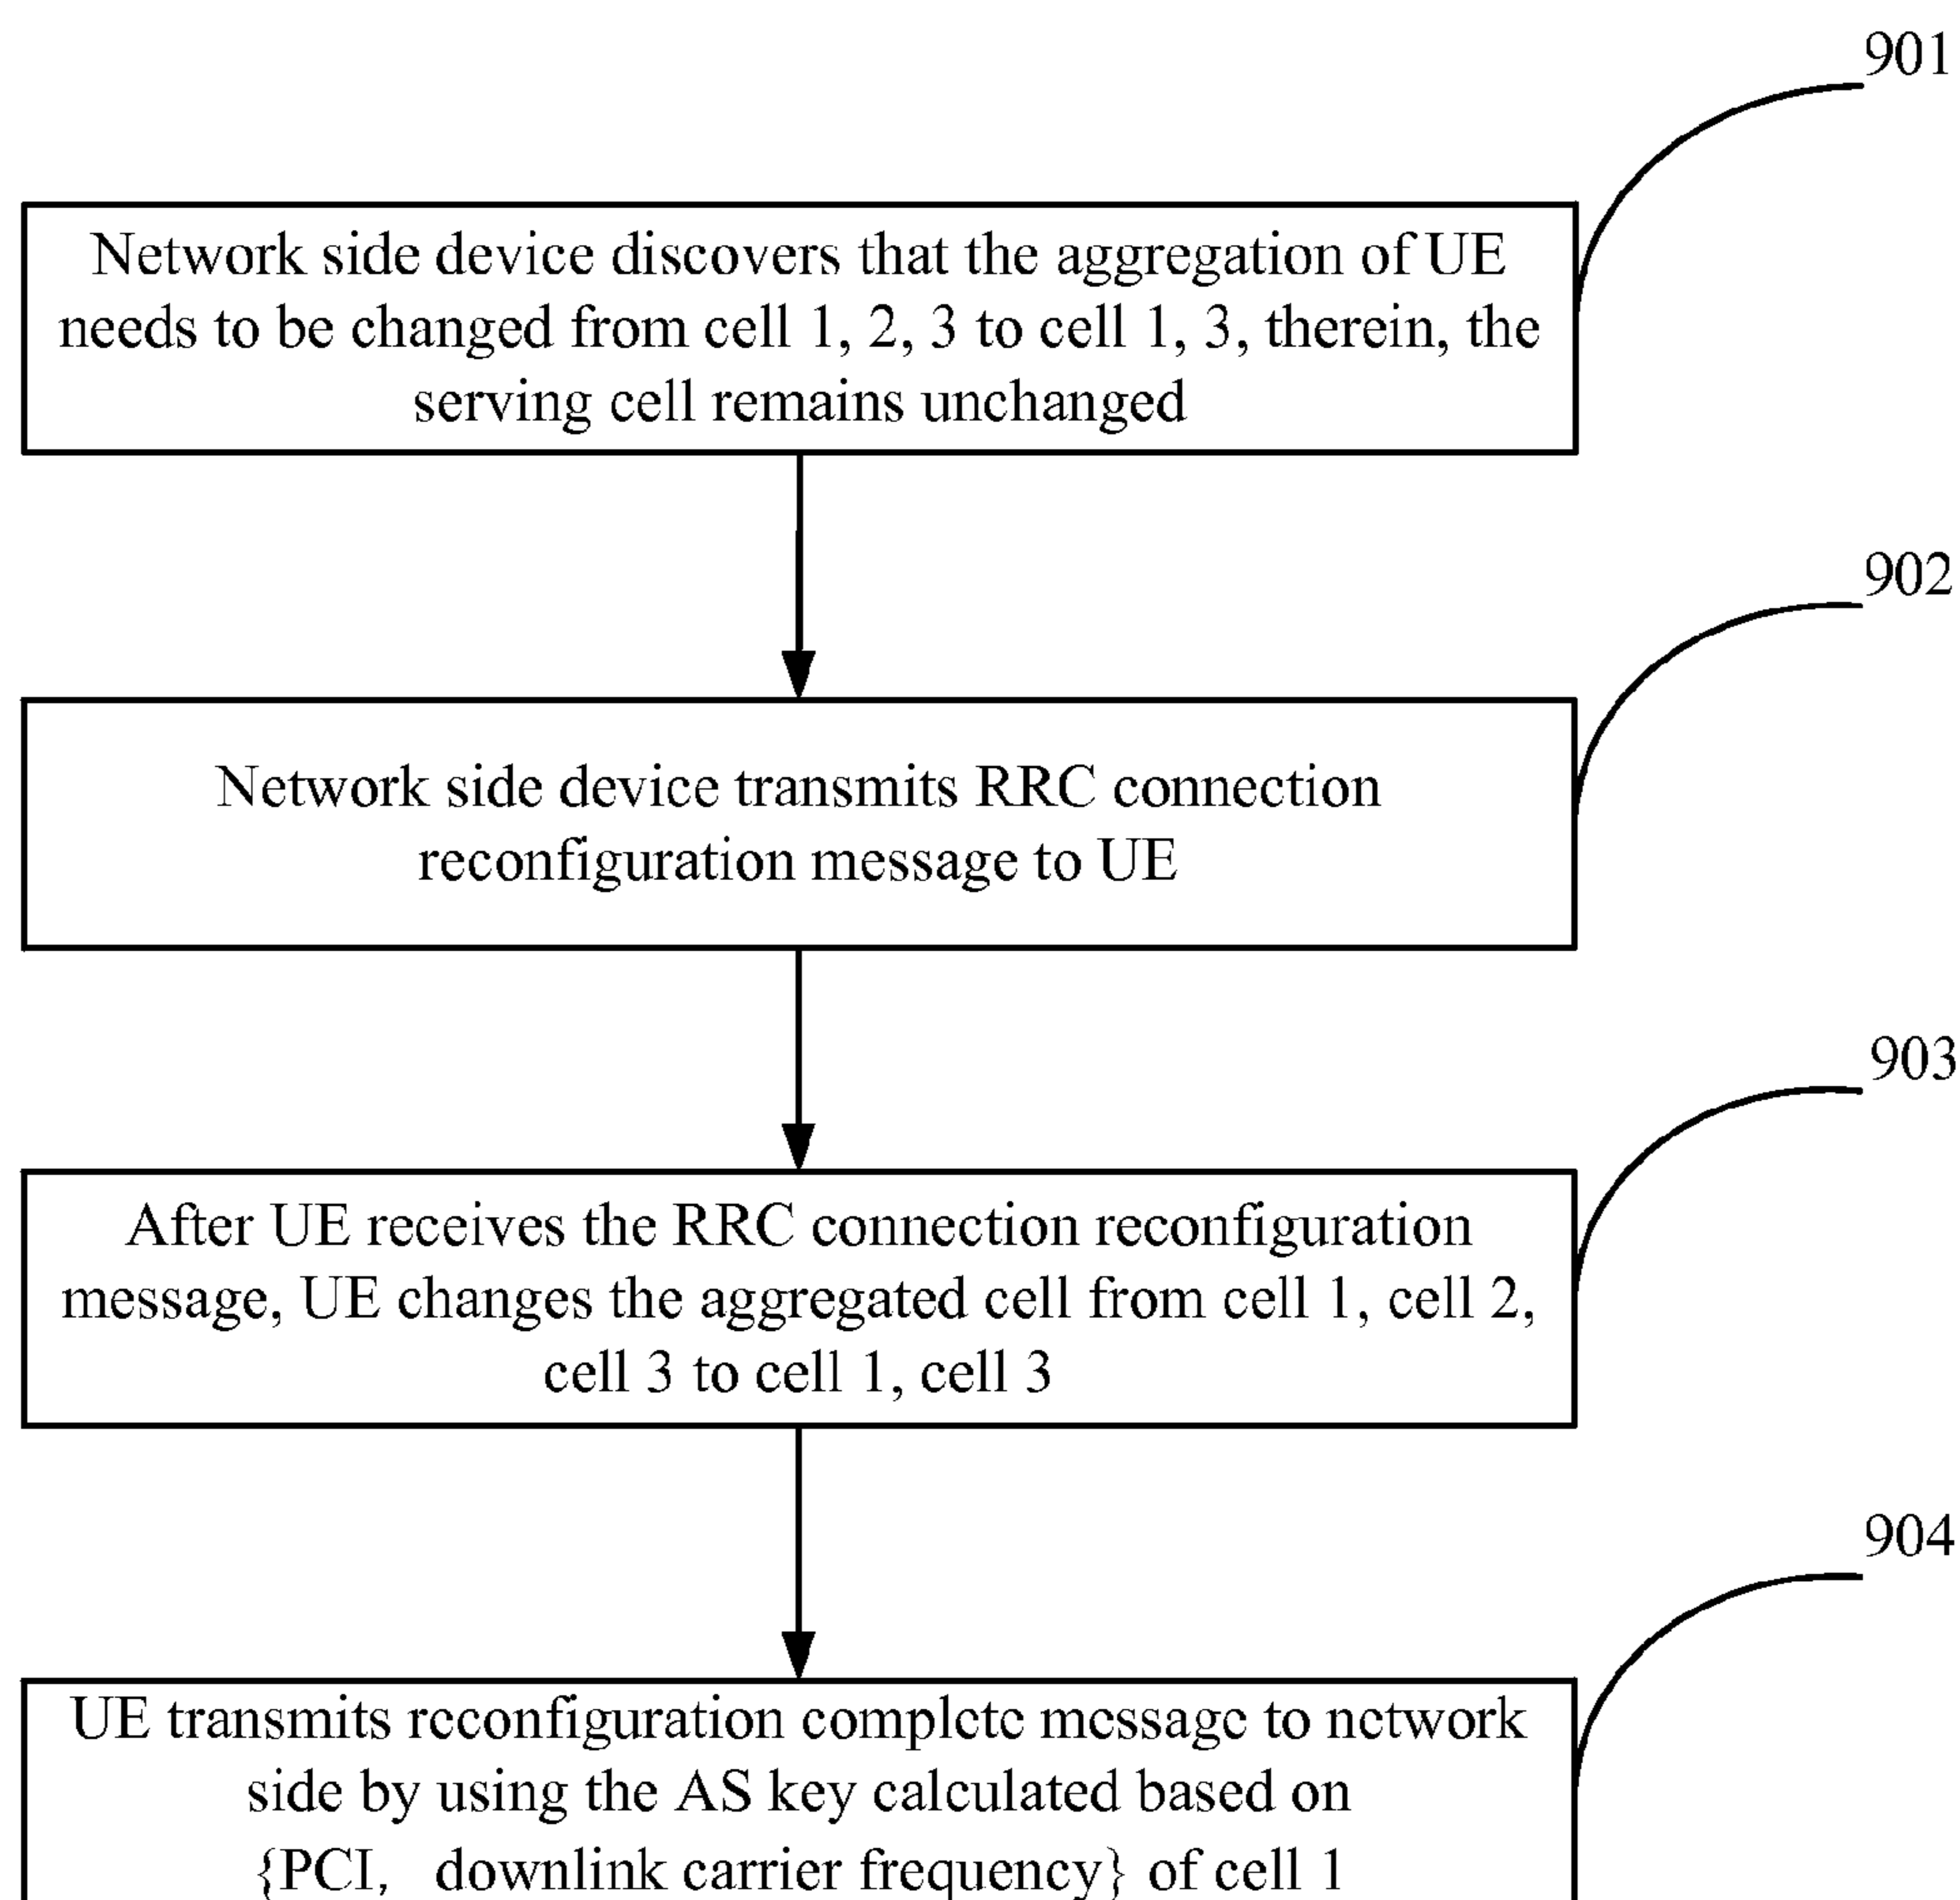 901
Network side device discovers that the aggregation of UE
needs to be changed from cell 1, 2, 3 to cell 1, 3, therein, the
serving cell remains unchanged
902
Network side device transmits RRC connection
reconfiguration message to UE
903
After UE receives the RRC connection reconfiguration
message, UE changes the aggregated cell from cell 1, cell 2,
cell 3 to cell 1, cell 3
904
UE transmits reconfiguration complete message to network
side by using the AS key calculated based on
{PCI, downlink carrier frequency} of cell 1